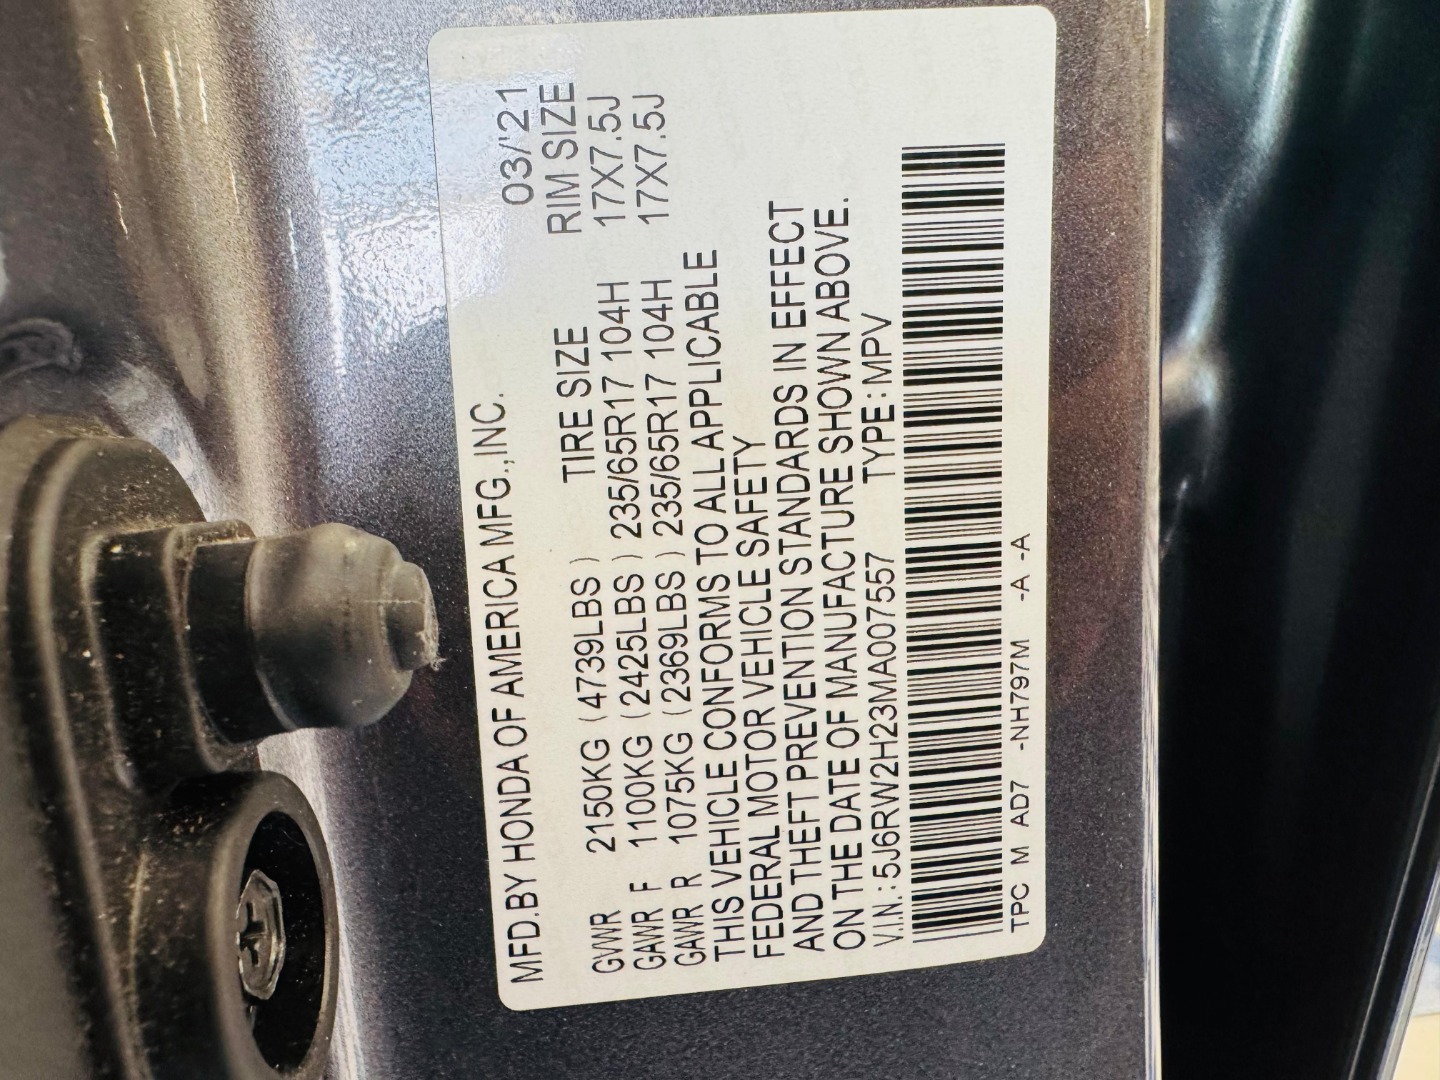 MFD.BY HONDA OF AMERICA MFG.,INC. 03/'21
TIRE SIZE RIM SIZE
GVWR 2150KG (4739LBS)
GAWR F 1100KG (2425LBS) 235/65R17 104H 17X7.5J
GAWR R 1075KG (2369LBS) 235/65R17 104H 17X7.5J
THIS VEHICLE CONFORMS TO ALL APPLICABLE
FEDERAL MOTOR VEHICLE SAFETY
AND THEFT PREVENTION STANDARDS IN EFFECT
ON THE DATE OF MANUFACTURE SHOWN ABOVE.
V.I.N.:5J6RW2H23MA007557 TYPE:MPV
TPC M AD7 -NH797M -A -A